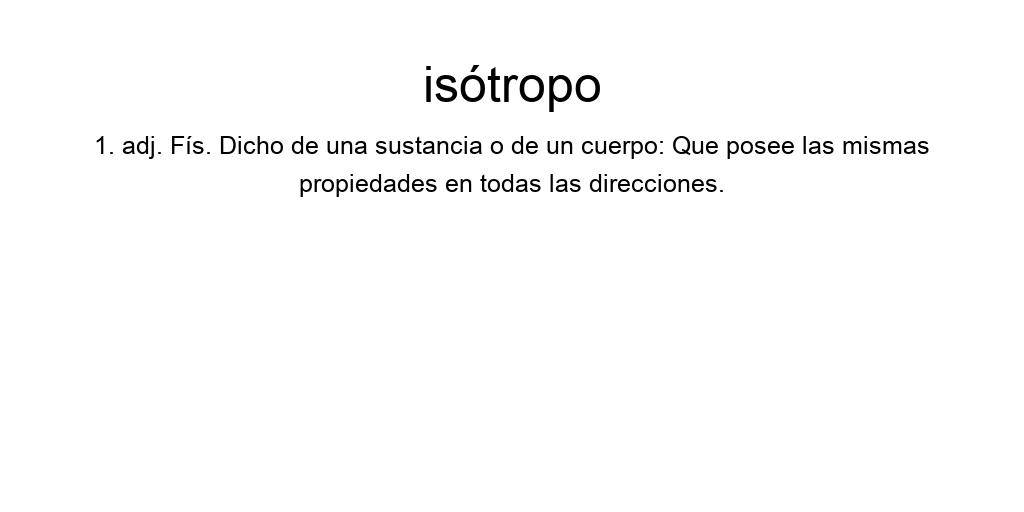 isótropo
1. adj. Fís. Dicho de una sustancia o de un cuerpo: Que posee las mismas
propiedades en todas las direcciones.